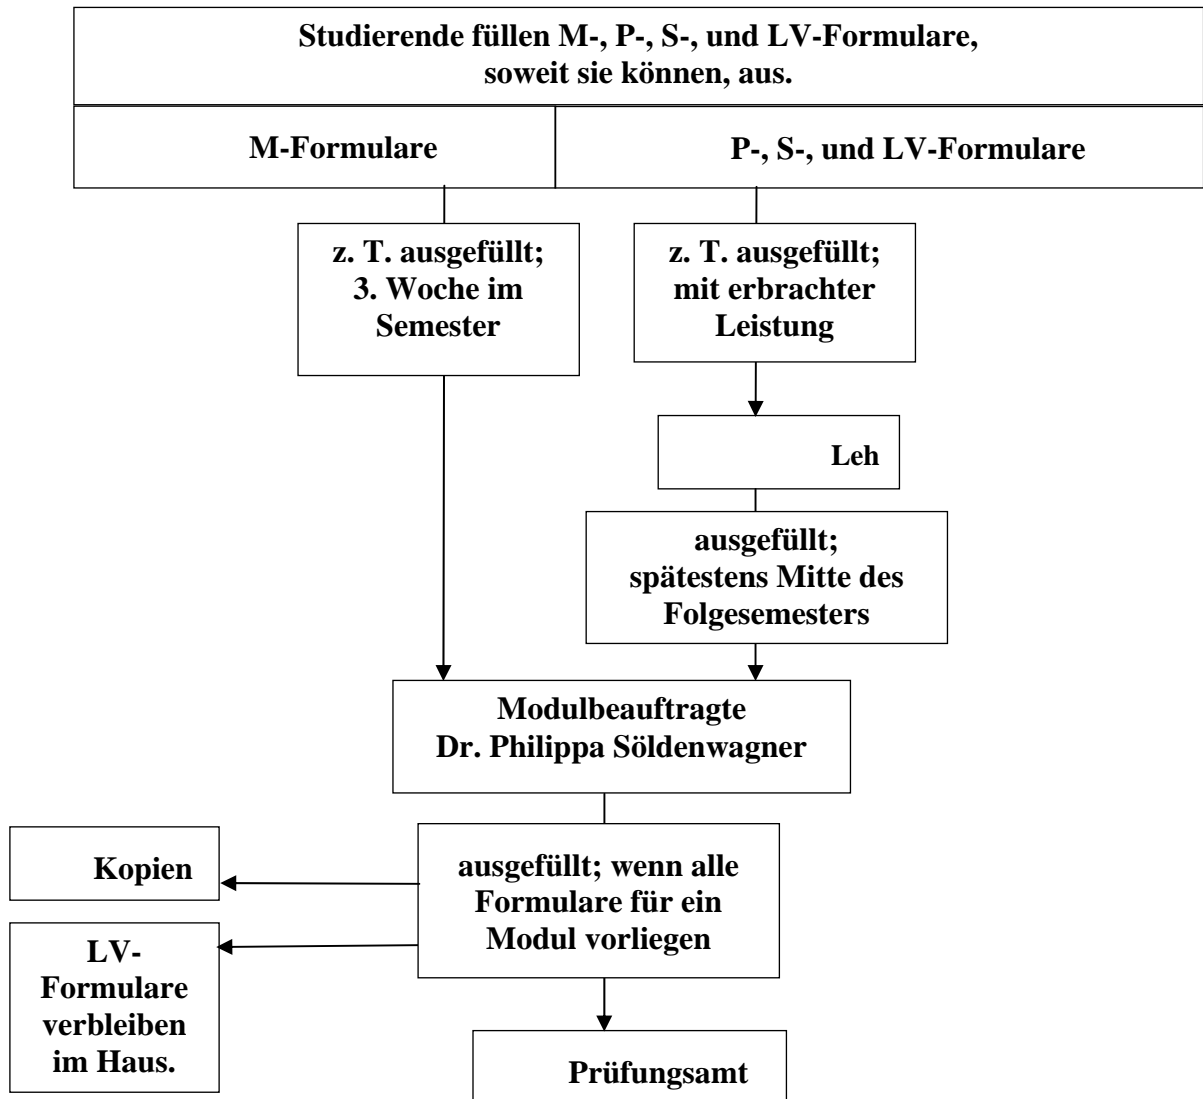 Studierende füllen M-, P-, S-, und LV-Formulare,
soweit sie können, aus.
M-Formulare
P-, S-, und LV-Formulare
z. T. ausgefüllt;
3. Woche im
Semester
z. T. ausgefüllt;
mit erbrachter
Leistung
Leh
ausgefüllt;
spätestens Mitte des
Folgesemesters
Modulbeauftragte
Dr. Philippa Söldenwagner
Kopien
ausgefüllt; wenn alle
Formulare für ein
Modul vorliegen
LV-
Formulare
verbleiben
im Haus.
Prüfungsamt